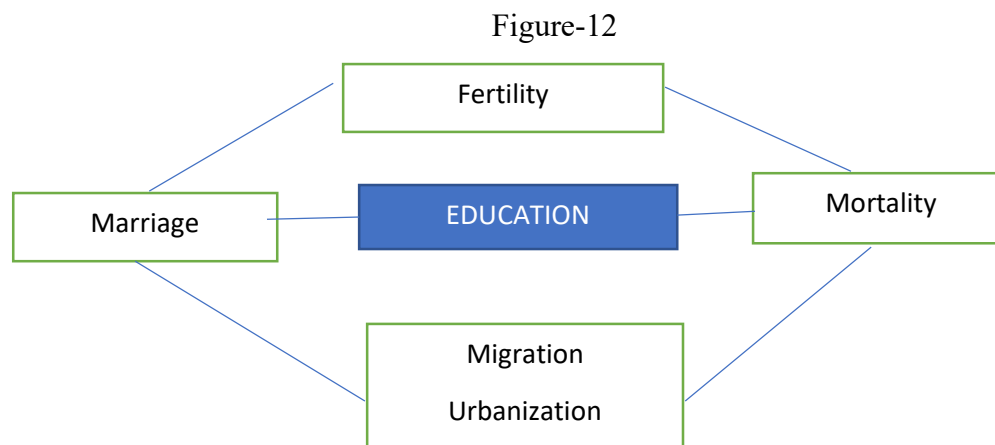 Figure-12
Fertility
Marriage
EDUCATION
Mortality
Migration
Urbanization